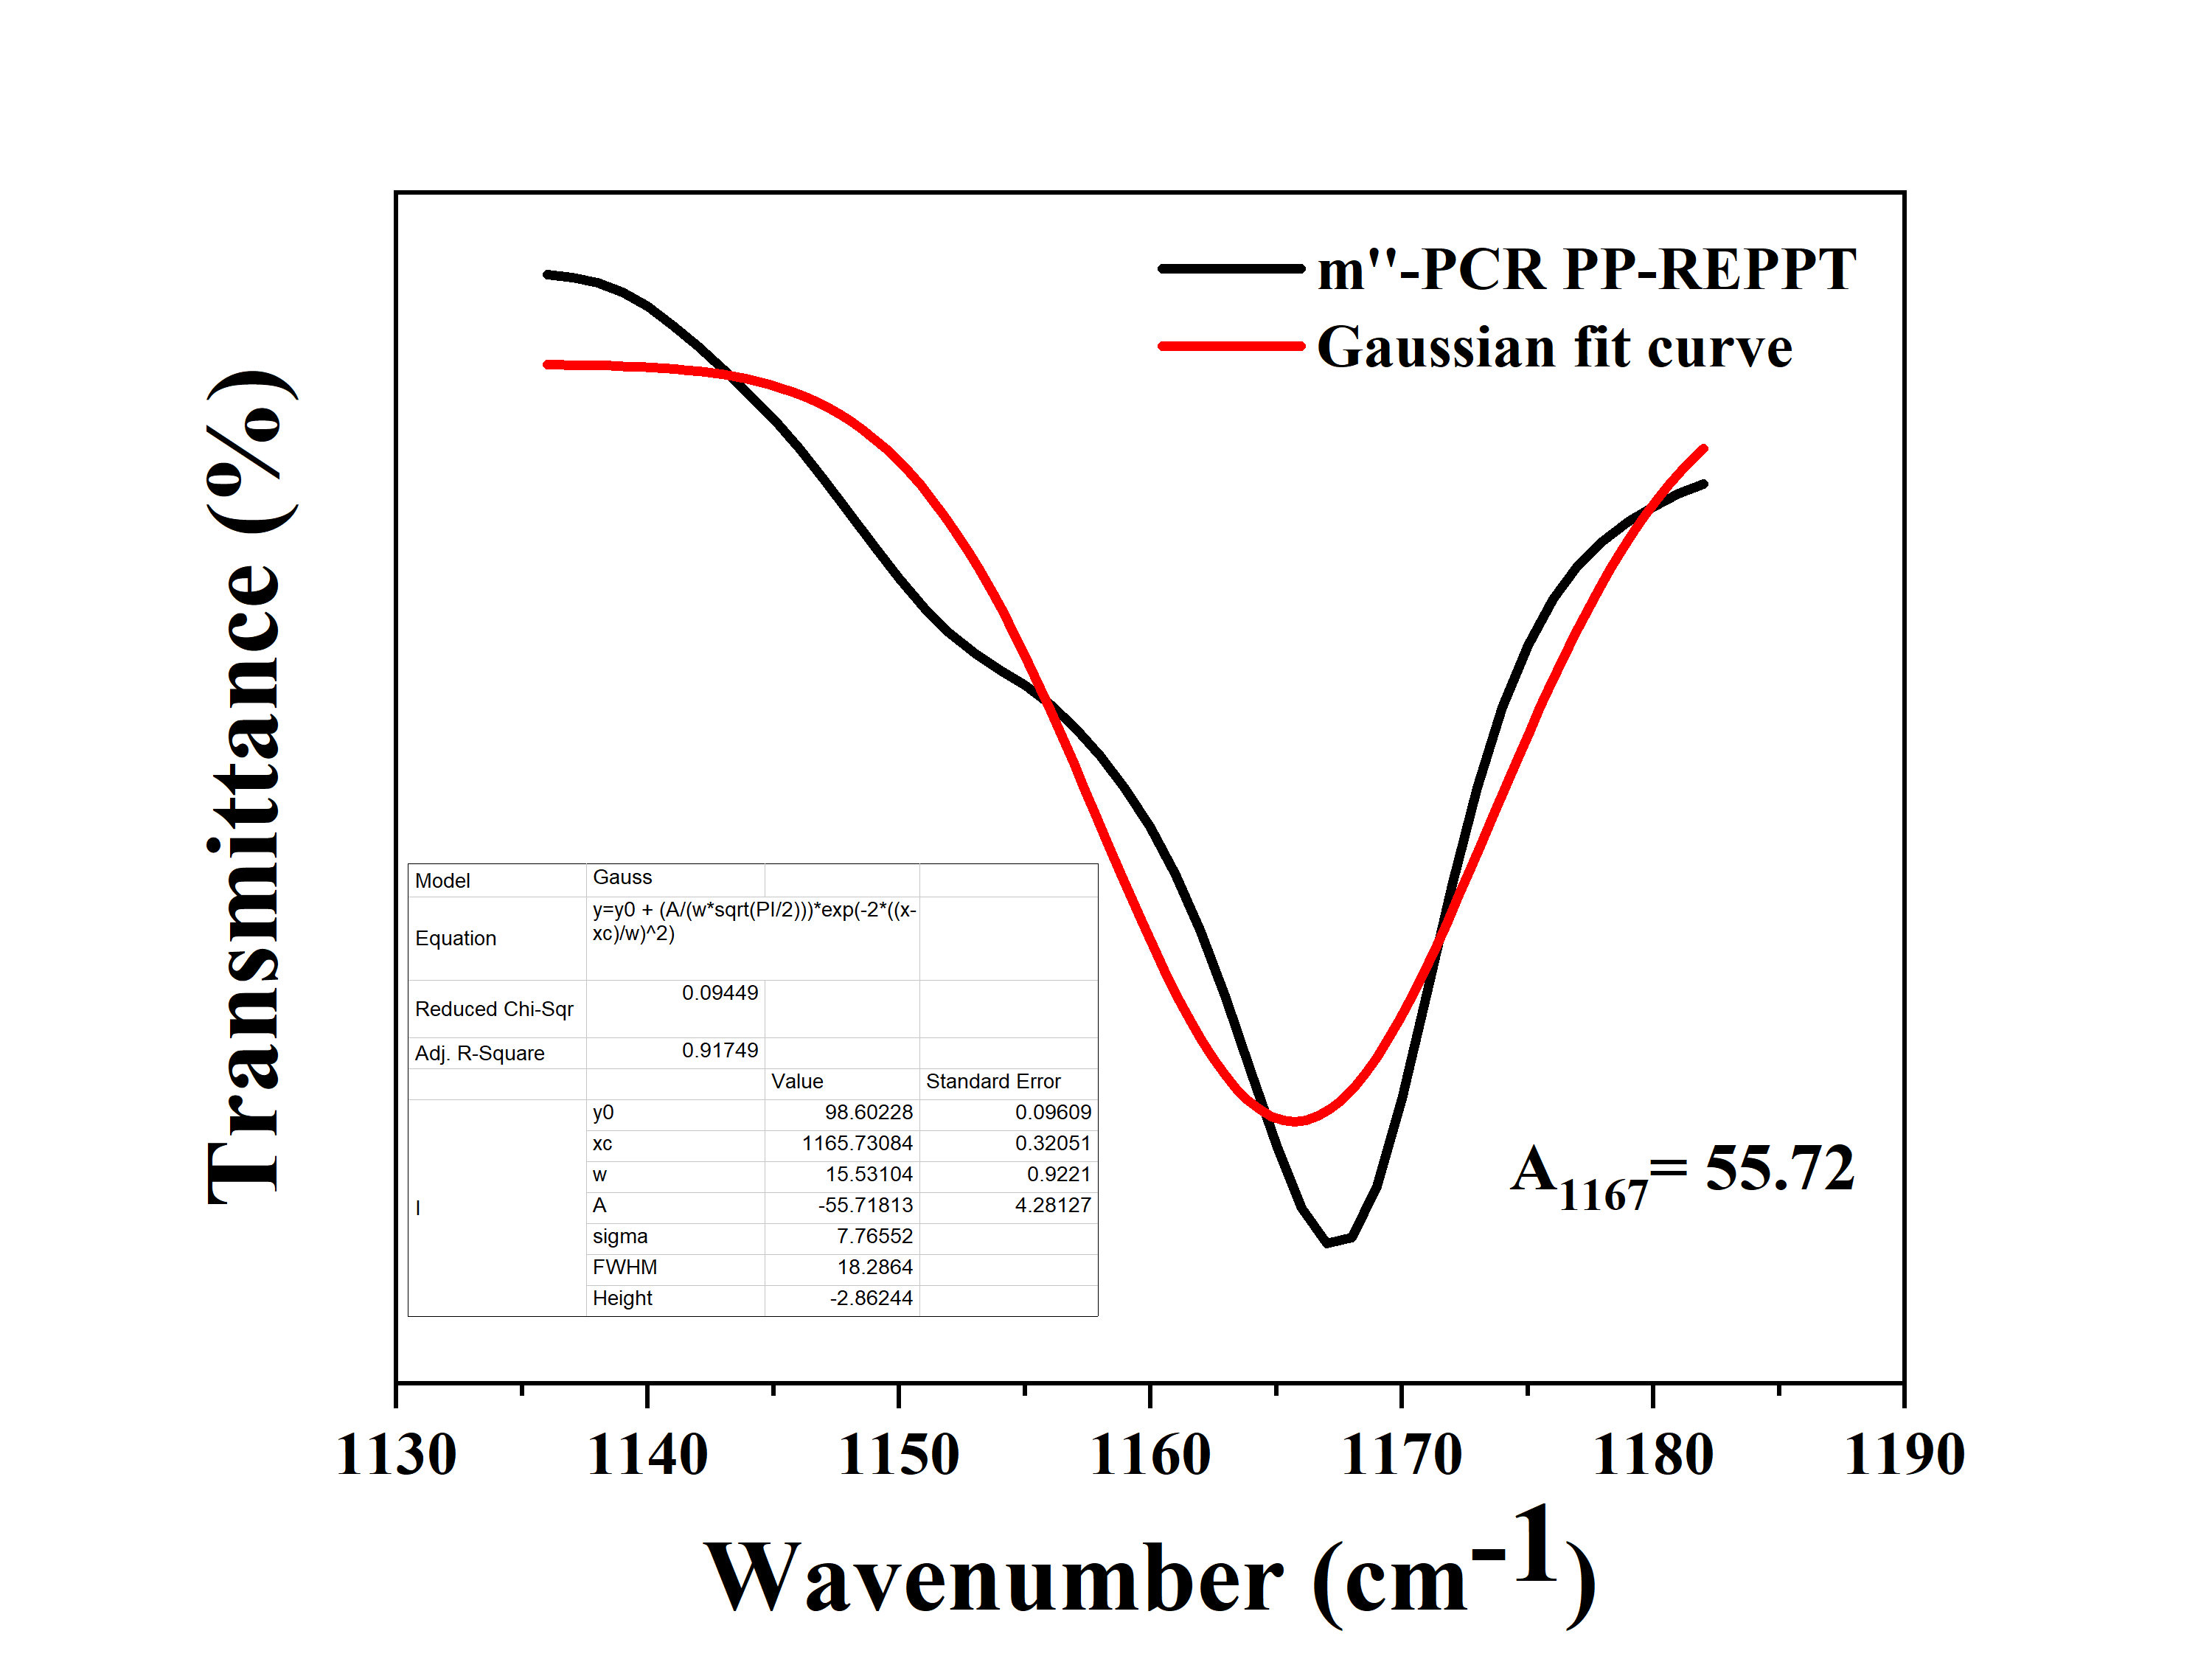 m''-PCR PP-REPPT
Gaussian fit curve
Transmittance (%)
Model Gauss
Equation y=y0 + (A/(w*sqrt(PI/2)))*exp(-2*((x-
xc)/w)^2)
Reduced Chi-Sqr 0.09449
Adj. R-Square 0.91749
Value Standard Error
I
y0 98.60228 0.09609
xc 1165.73084 0.32051
w 15.53104 0.9221
A -55.71813 4.28127
sigma 7.76552
FWHM 18.2864
Height -2.86244
A1167= 55.72
1130 1140 1150 1160 1170 1180 1190
Wavenumber (cm-1)